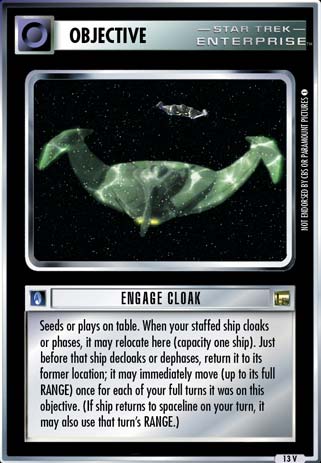 OBJECTIVE
STAR TREK
ENTERPRISE™
NOT ENDORSED BY CBS OR PARAMOUNT PICTURES
ENGAGE CLOAK
Seeds or plays on table. When your staffed ship cloaks
or phases, it may relocate here (capacity one ship). Just
before that ship decloaks or dephases, return it to its
former location; it may immediately move (up to its full
RANGE) once for each of your full turns it was on this
objective. (If ship returns to spaceline on your turn, it
may also use that turn's RANGE.)
13 V